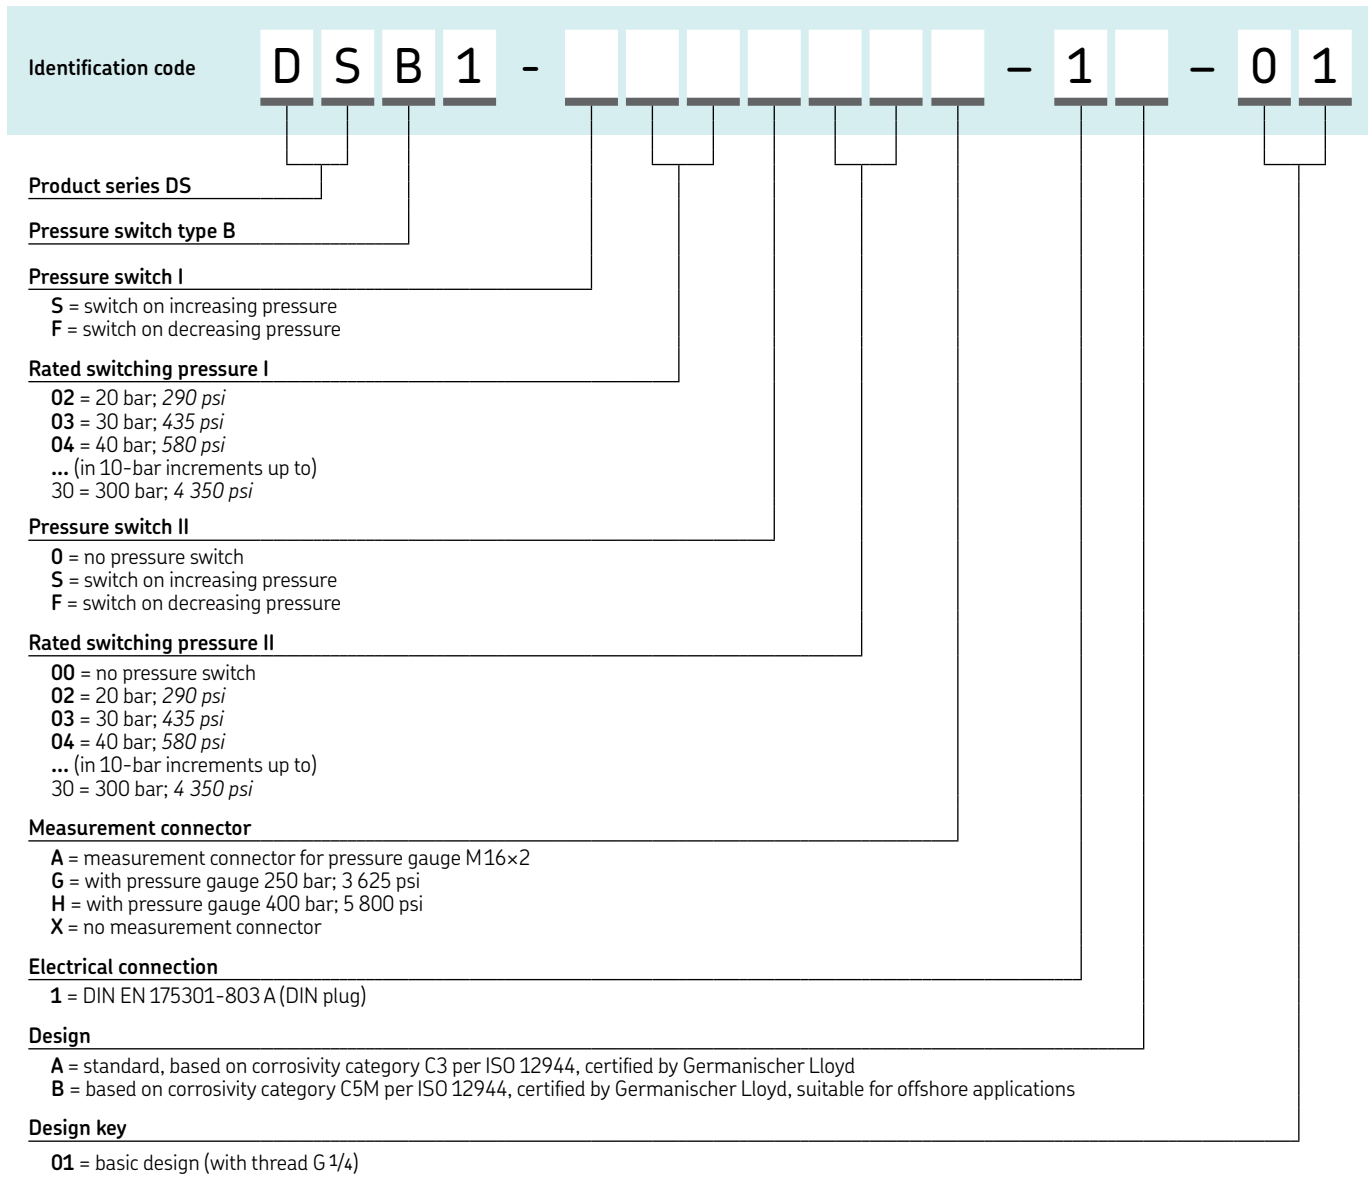 Identification code D S B 1 - – 1 – 0 1
Product series DS
Pressure switch type B
Pressure switch I
S = switch on increasing pressure
F = switch on decreasing pressure
Rated switching pressure I
02 = 20 bar; 290 psi
03 = 30 bar; 435 psi
04 = 40 bar; 580 psi
... (in 10-bar increments up to)
30 = 300 bar; 4 350 psi
Pressure switch II
0 = no pressure switch
S = switch on increasing pressure
F = switch on decreasing pressure
Rated switching pressure II
00 = no pressure switch
02 = 20 bar; 290 psi
03 = 30 bar; 435 psi
04 = 40 bar; 580 psi
... (in 10-bar increments up to)
30 = 300 bar; 4 350 psi
Measurement connector
A = measurement connector for pressure gauge M16×2
G = with pressure gauge 250 bar; 3 625 psi
H = with pressure gauge 400 bar; 5 800 psi
X = no measurement connector
Electrical connection
1 = DIN EN 175301-803 A (DIN plug)
Design
A = standard, based on corrosivity category C3 per ISO 12944, certified by Germanischer Lloyd
B = based on corrosivity category C5M per ISO 12944, certified by Germanischer Lloyd, suitable for offshore applications
Design key
01 = basic design (with thread G 1/4)